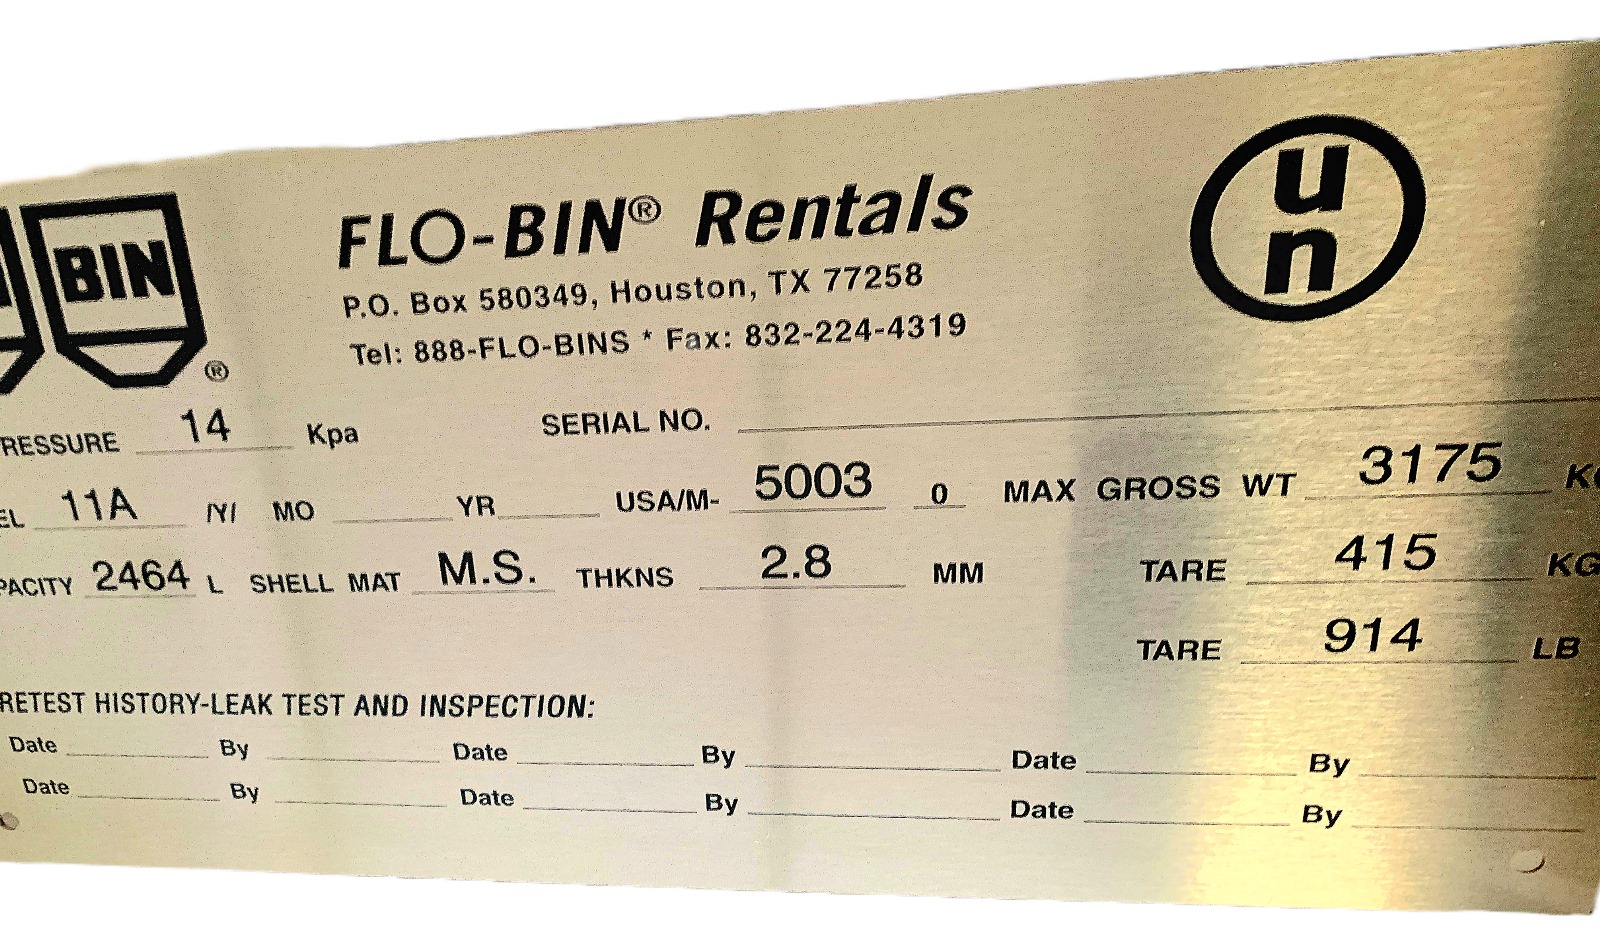 BIN
®
FLO-BIN® Rentals
un
P.O. Box 580349, Houston, TX 77258
Tel: 888-FLO-BINS * Fax: 832-224-4319
RESSURE 14 Kpa SERIAL NO.
EL 11A /Y/ MO YR USA/M- 5003 0 MAX GROSS WT 3175 KG
PACITY 2464 L SHELL MAT M.S. THKNS 2.8 MM TARE 415 KG
TARE 914 LB
RETEST HISTORY-LEAK TEST AND INSPECTION:
Date By Date By Date By
Date By Date By Date By